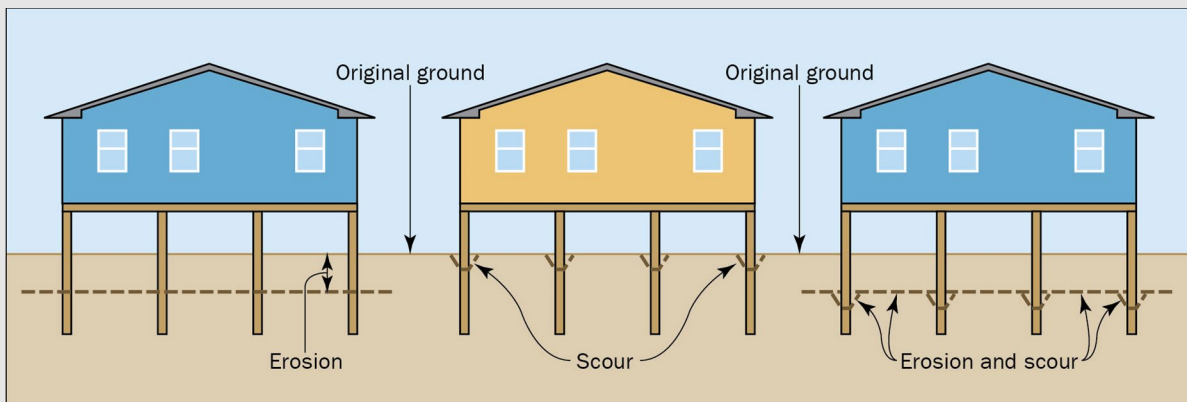 Original ground
Original ground
Erosion
Scour
Erosion and scour